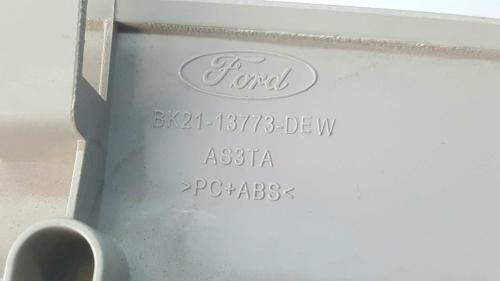 Ford
BK21-13773-DEW
AS3TA
>PC+ABS<